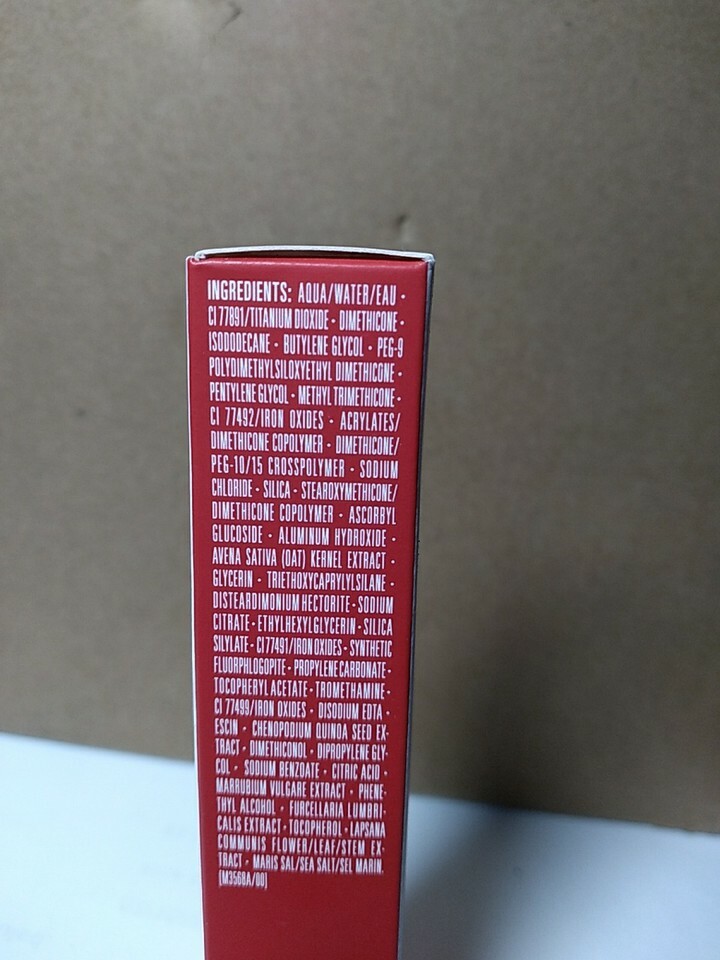 INGREDIENTS: AQUA/WATER/EAU •
CI 77891/TITANIUM DIOXIDE • DIMETHICONE •
ISODODECANE • BUTYLENE GLYCOL • PEG-9
POLYDIMETHYLSILOXYETHYL DIMETHICONE •
PENTYLENE GLYCOL • METHYL TRIMETHICONE •
CI 77492/IRON OXIDES • ACRYLATES/
DIMETHICONE COPOLYMER • DIMETHICONE/
PEG-10/15 CROSSPOLYMER • SODIUM
CHLORIDE • SILICA • STEAROXYMETHICONE/
DIMETHICONE COPOLYMER • ASCORBYL
GLUCOSIDE • ALUMINUM HYDROXIDE •
AVENA SATIVA (OAT) KERNEL EXTRACT •
GLYCERIN • TRIETHOXYCAPRYLYLSILANE •
DISTEARDIMONIUM HECTORITE • SODIUM
CITRATE • ETHYLHEXYLGLYCERIN • SILICA
SILYLATE • CI 77491/IRON OXIDES • SYNTHETIC
FLUORPHLOGOPITE • PROPYLENE CARBONATE •
TOCOPHERYL ACETATE • TROMETHAMINE •
CI 77499/IRON OXIDES • DISODIUM EDTA •
ESCIN • CHENOPODIUM QUINOA SEED EX-
TRACT • DIMETHICONOL • DIPROPYLENE GLY-
COL • SODIUM BENZOATE • CITRIC ACID •
MARRUBIUM VULGARE EXTRACT • PHENE-
THYL ALCOHOL • FURCELLARIA LUMBRI-
CALIS EXTRACT • TOCOPHEROL • LAPSANA
COMMUNIS FLOWER/LEAF/STEM EX-
TRACT • MARIS SAL/SEA SALT/SEL MARIN.
[M3568A/00]